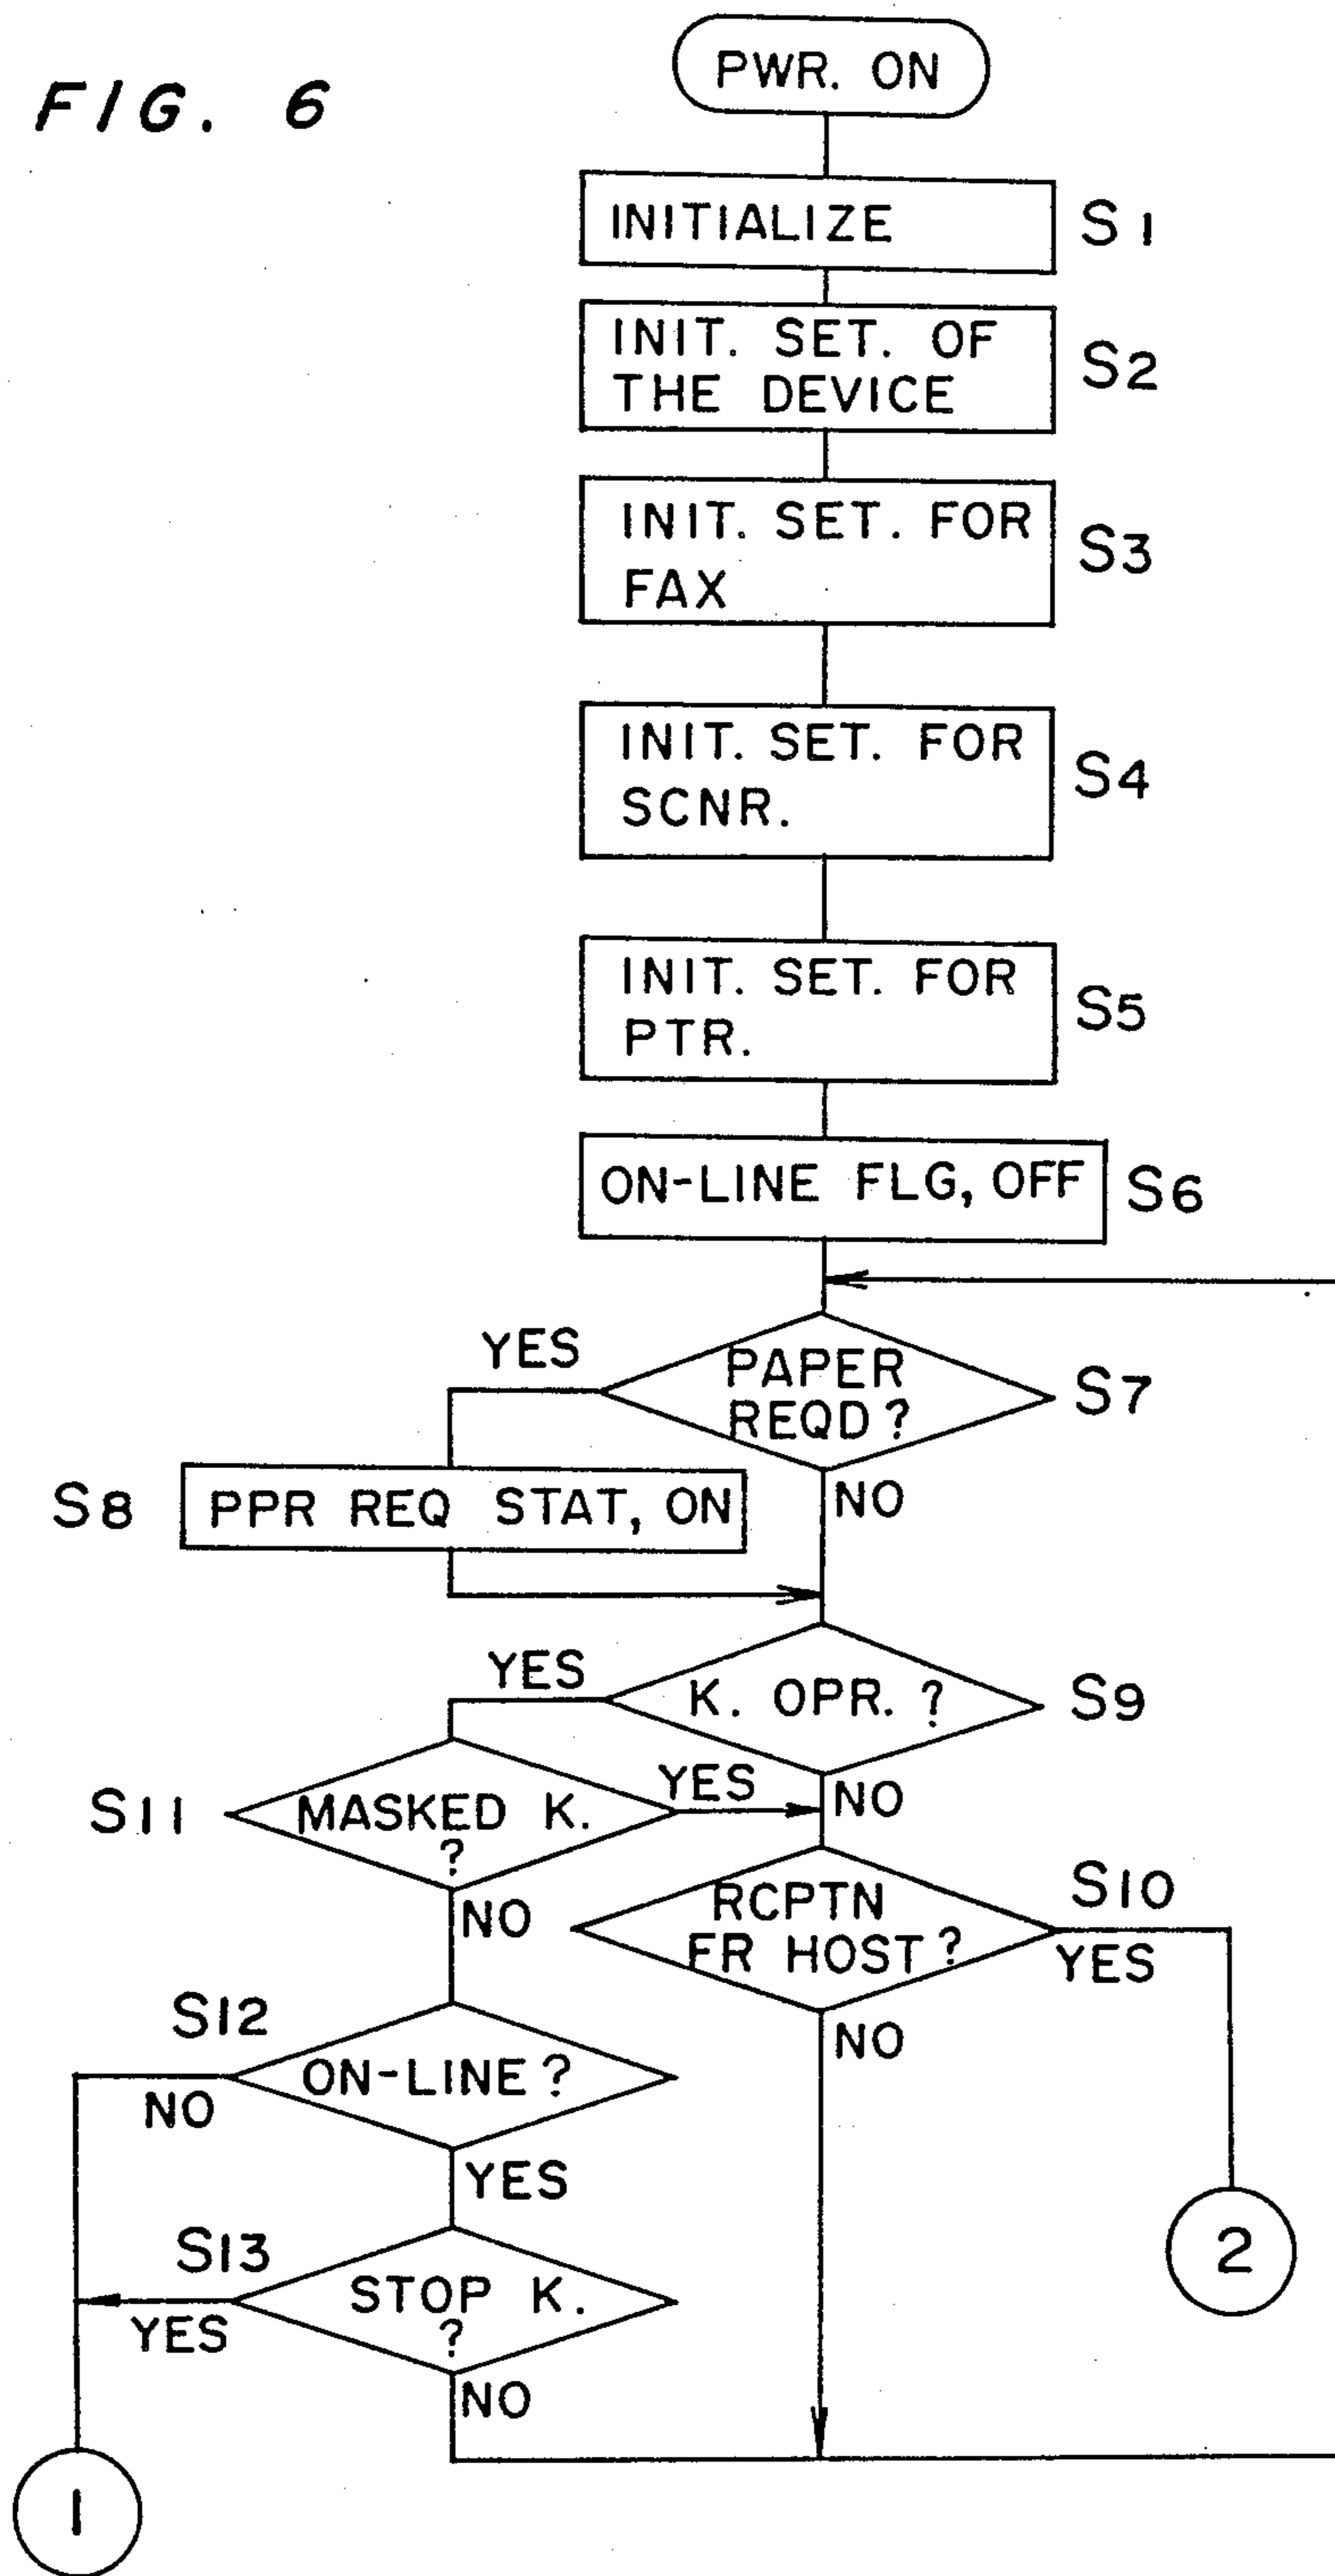 FIG. 6
PWR. ON
INITIALIZE
S1
INIT. SET. OF
THE DEVICE
S2
INIT. SET. FOR
FAX
S3
INIT. SET. FOR
SCNR.
S4
INIT. SET. FOR
PTR.
S5
ON-LINE FLG, OFF
S6
YES
PAPER
REQD?
S7
NO
S8
PPR REQ STAT, ON
YES
K. OPR. ?
S9
NO
S11
MASKED K.
?
YES
NO
RCPTN
FR HOST?
S10
YES
NO
S12
ON-LINE?
NO
YES
S13
STOP K.
?
YES
NO
1
2